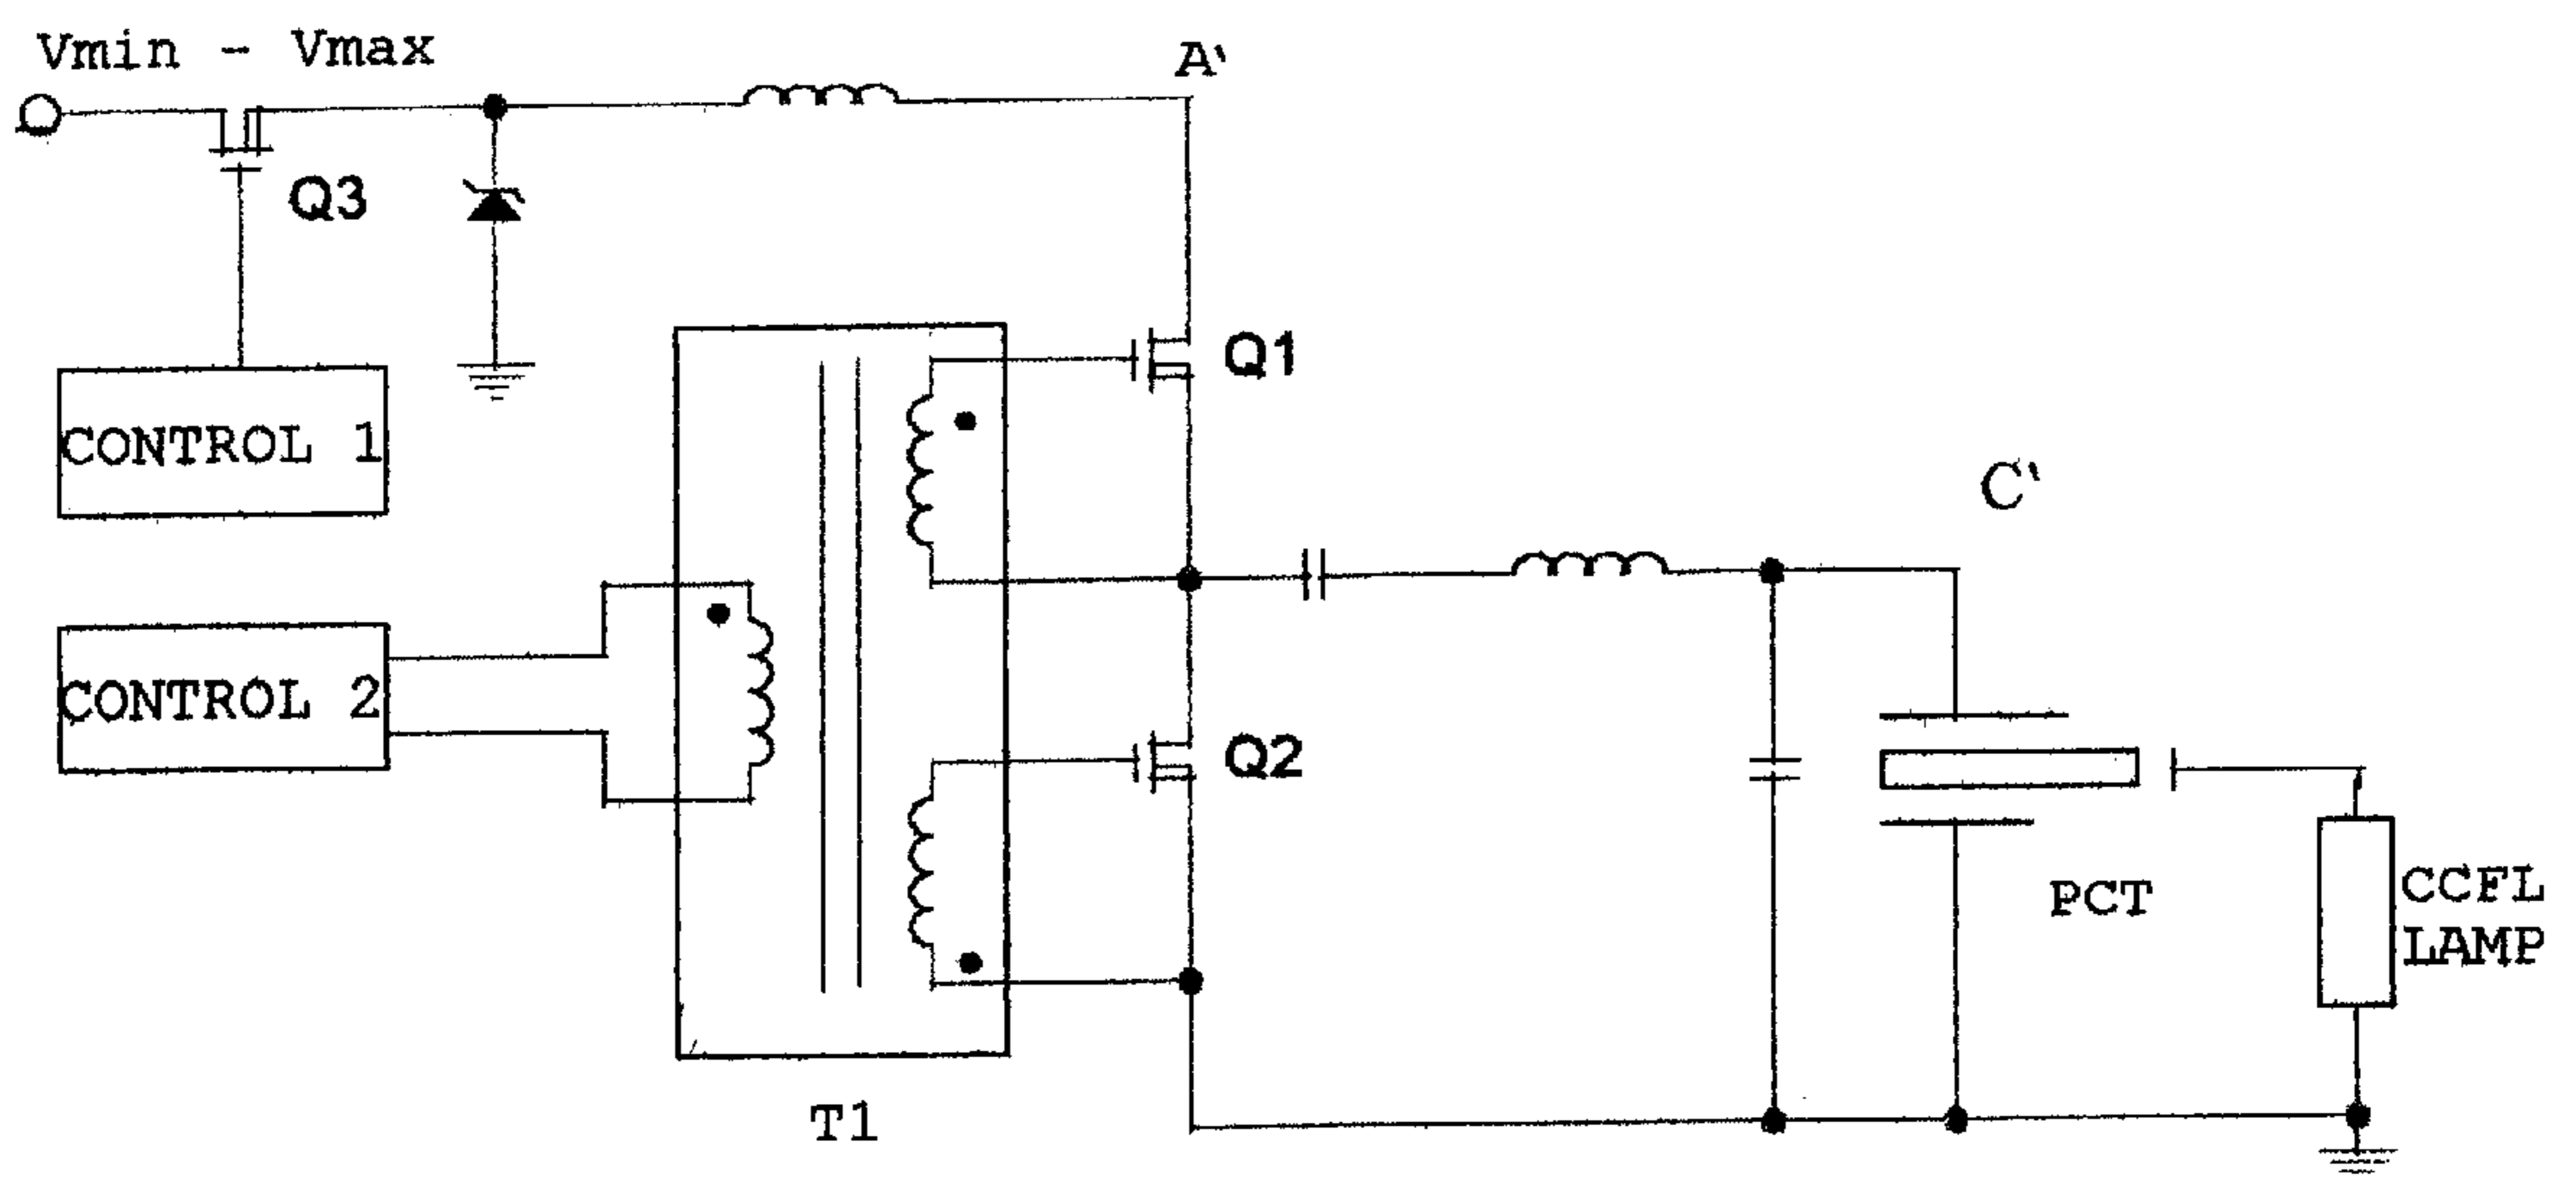 Vmin - Vmax
A'
Q3
Q1
CONTROL 1
C'
CONTROL 2
Q2
PCT
CCFL
LAMP
T1